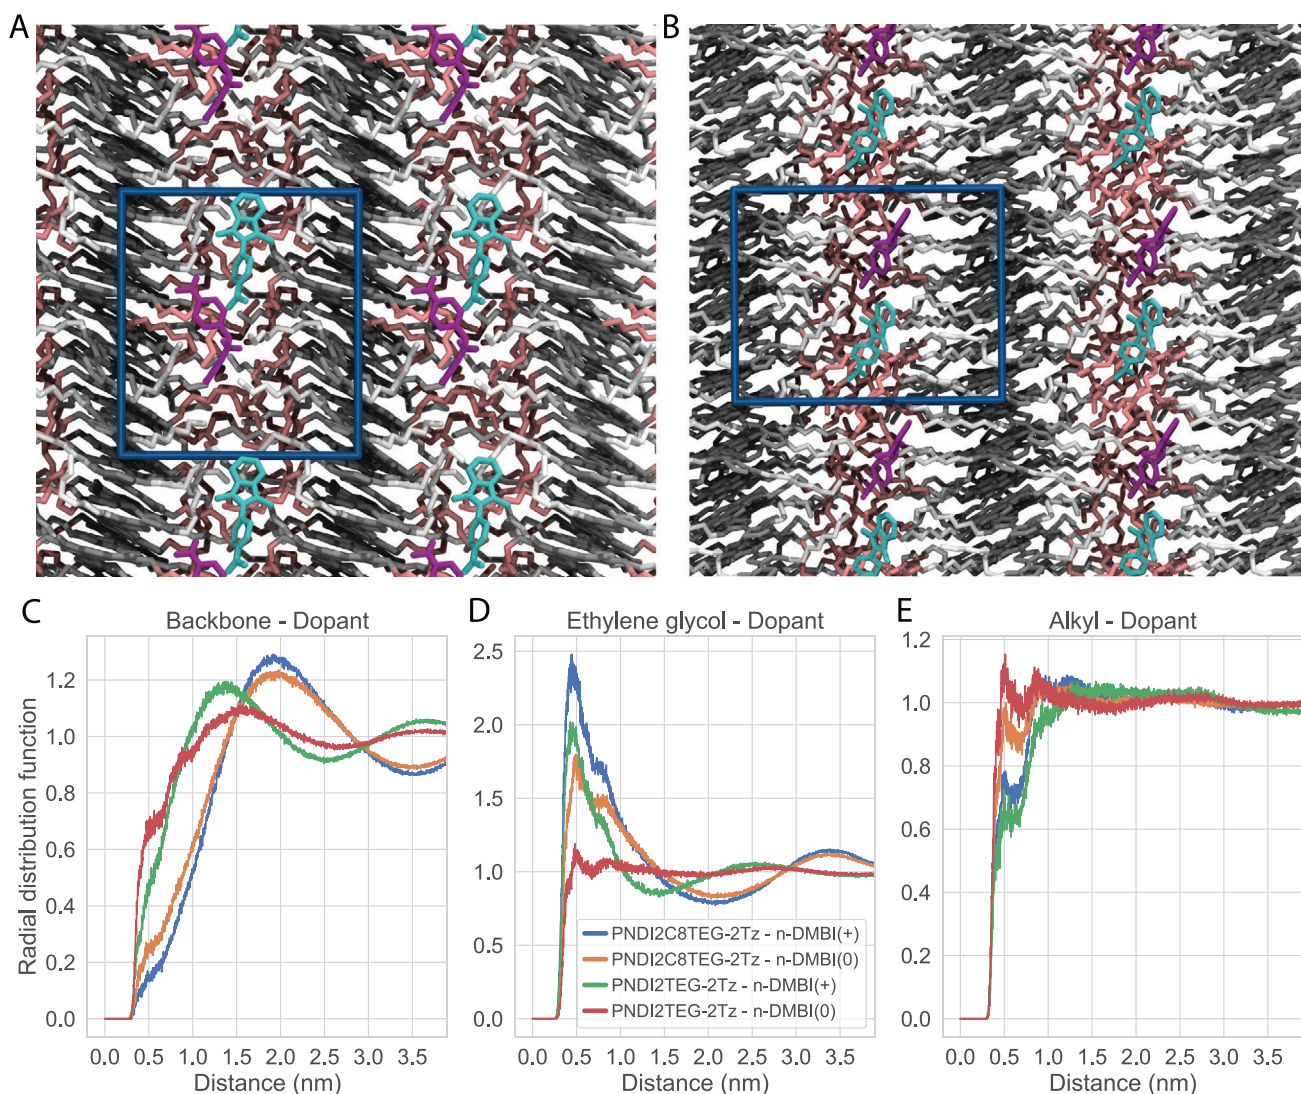 A
B
C
Backbone - Dopant
Radial distribution function
1.2
1.0
0.8
0.6
0.4
0.2
0.0
0.0 0.5 1.0 1.5 2.0 2.5 3.0 3.5
Distance (nm)
D
Ethylene glycol - Dopant
2.5
2.0
1.5
1.0
0.5
0.0
PNDI2C8TEG-2Tz - n-DMBI(+)
PNDI2C8TEG-2Tz - n-DMBI(0)
PNDI2TEG-2Tz - n-DMBI(+)
PNDI2TEG-2Tz - n-DMBI(0)
0.0 0.5 1.0 1.5 2.0 2.5 3.0 3.5
Distance (nm)
E
Alkyl - Dopant
1.2
1.0
0.8
0.6
0.4
0.2
0.0
0.0 0.5 1.0 1.5 2.0 2.5 3.0 3.5
Distance (nm)